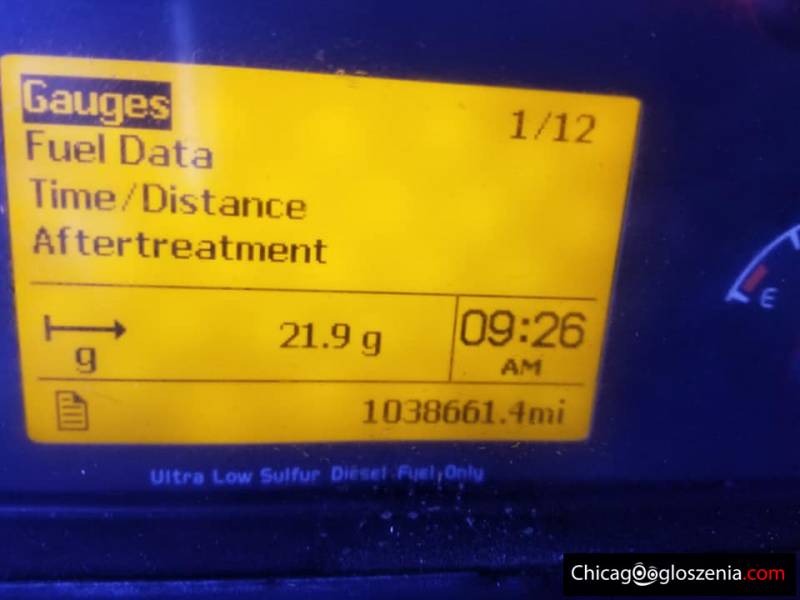 Gauges
1/12
Fuel Data
Time/Distance
Aftertreatment
g
21.9 g
09:26
AM
1038661.4mi
E
Ultra Low Sulfur Diesel Fuel Only
ChicagOogloszenia.com